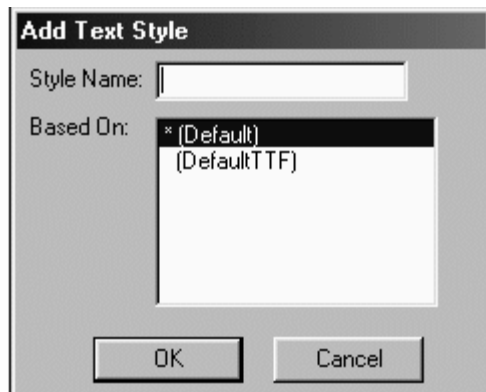 Add Text Style
Style Name:
Based On:
* (Default)
(DefaultTTF)
OK
Cancel